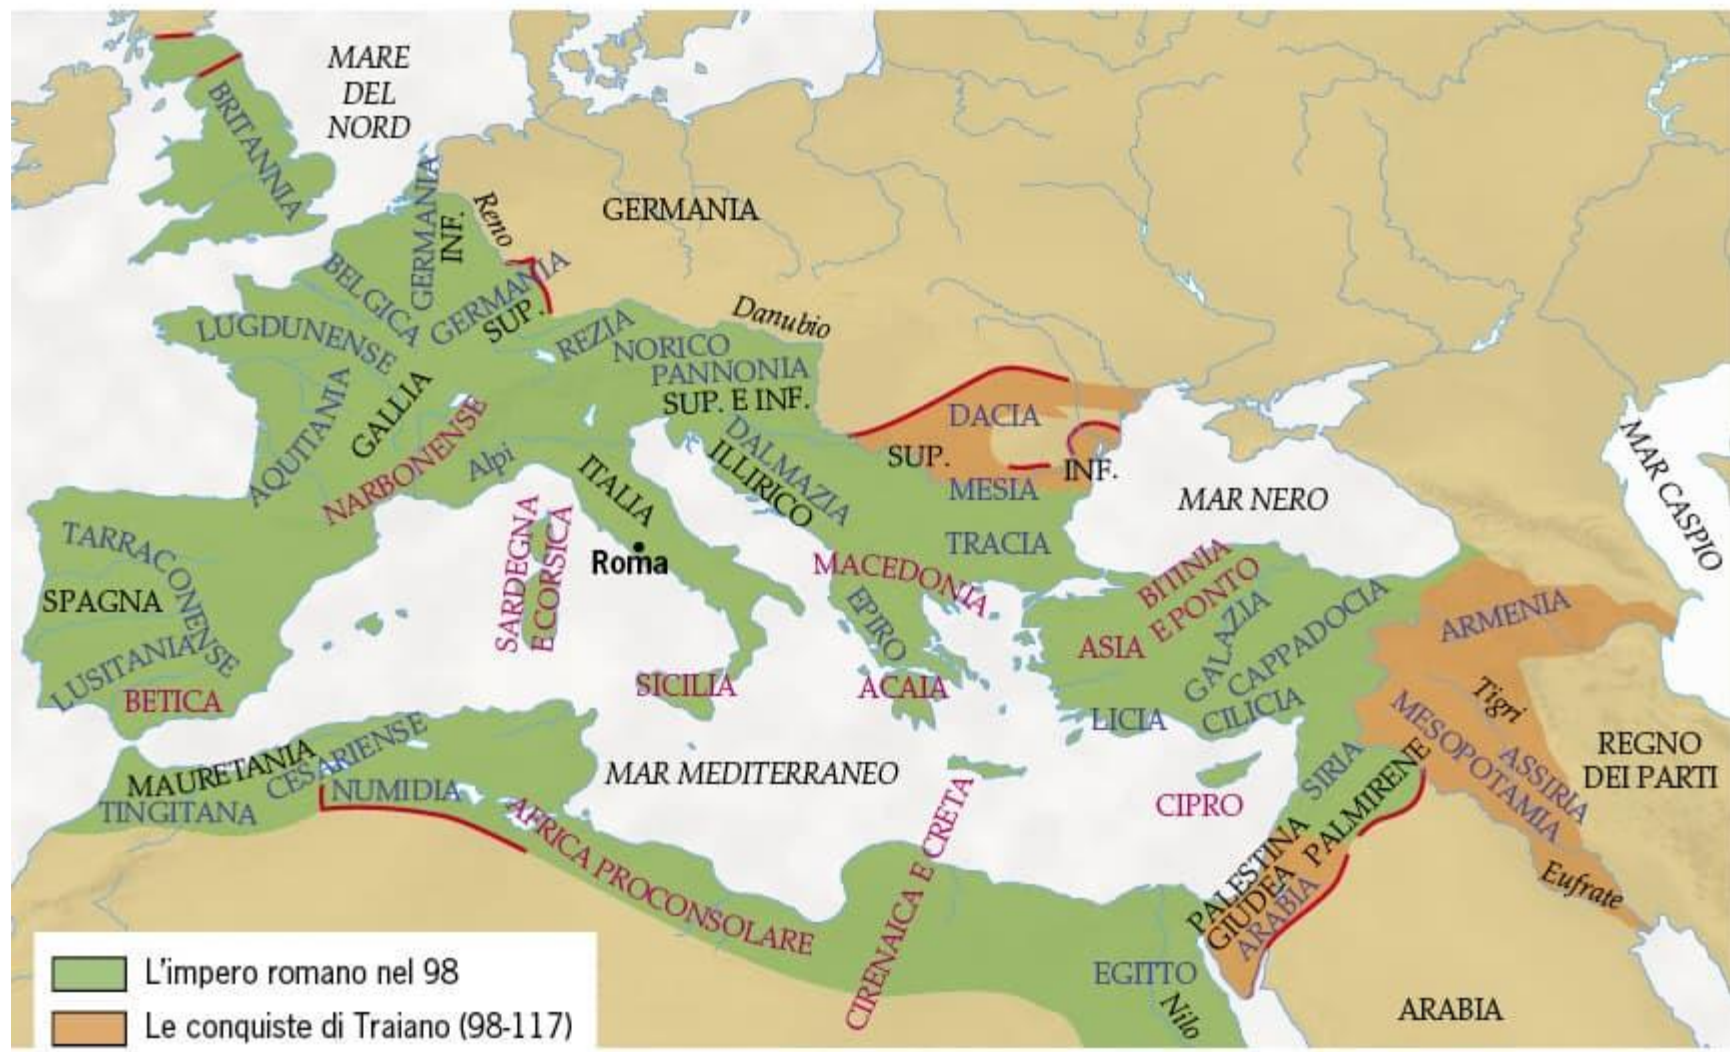 MARE
DEL
NORD
BRITANNIA
GERMANIA
INF.
Reno
GERMANIA
BELGICA
GERMANIA
SUP.
LUGDUNENSE
REZIA
Danubio
NORICO
PANNONIA
SUP. E INF.
AQUITANIA
GALLIA
NARBONENSE
Alpi
ITALIA
DALMAZIA
ILLIRICO
DACIA
SUP.
INF.
MESIA
MAR NERO
MAR CASPIO
TARRACONENSE
SPAGNA
LUSITANIA
BETICA
SARDEGNA
E CORSICA
Roma
TRACIA
MACEDONIA
EPIRO
BITINIA
E PONTO
ASIA
GALAZIA
CAPPADOCIA
ARMENIA
SICILIA
ACAIA
LICIA
CILICIA
Tigri
MESOPOTAMIA
ASSIRIA
REGNO
DEI PARTI
MAURETANIA
CESARIENSE
TINGITANA
NUMIDIA
MAR MEDITERRANEO
AFRICA PROCONSOLARE
CIRENAICA E CRETA
CIPRO
SIRIA
PALMIRENE
PALESTINA
GIUDEA
ARABIA
Eufrate
EGITTO
Nilo
ARABIA
L'impero romano nel 98
Le conquiste di Traiano (98-117)